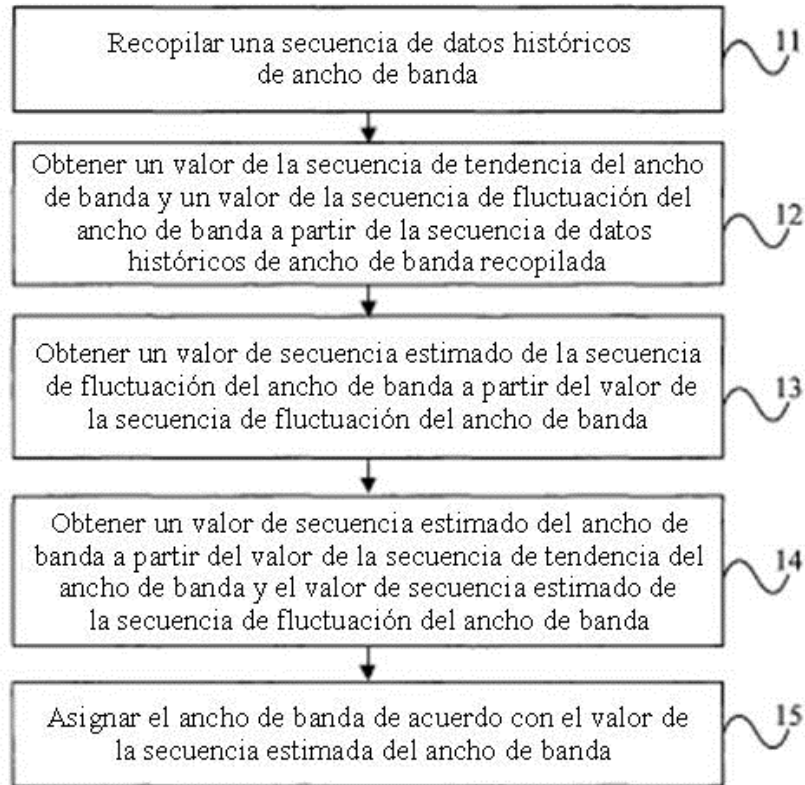 Recopilar una secuencia de datos históricos
de ancho de banda
11
Obtener un valor de la secuencia de tendencia del ancho
de banda y un valor de la secuencia de fluctuación del
ancho de banda a partir de la secuencia de datos
históricos de ancho de banda recopilada
12
Obtener un valor de secuencia estimado de la secuencia
de fluctuación del ancho de banda a partir del valor de
la secuencia de fluctuación del ancho de banda
13
Obtener un valor de secuencia estimado del ancho de
banda a partir del valor de la secuencia de tendencia del
ancho de banda y el valor de secuencia estimado de
la secuencia de fluctuación del ancho de banda
14
Asignar el ancho de banda de acuerdo con el valor de
la secuencia estimada del ancho de banda
15